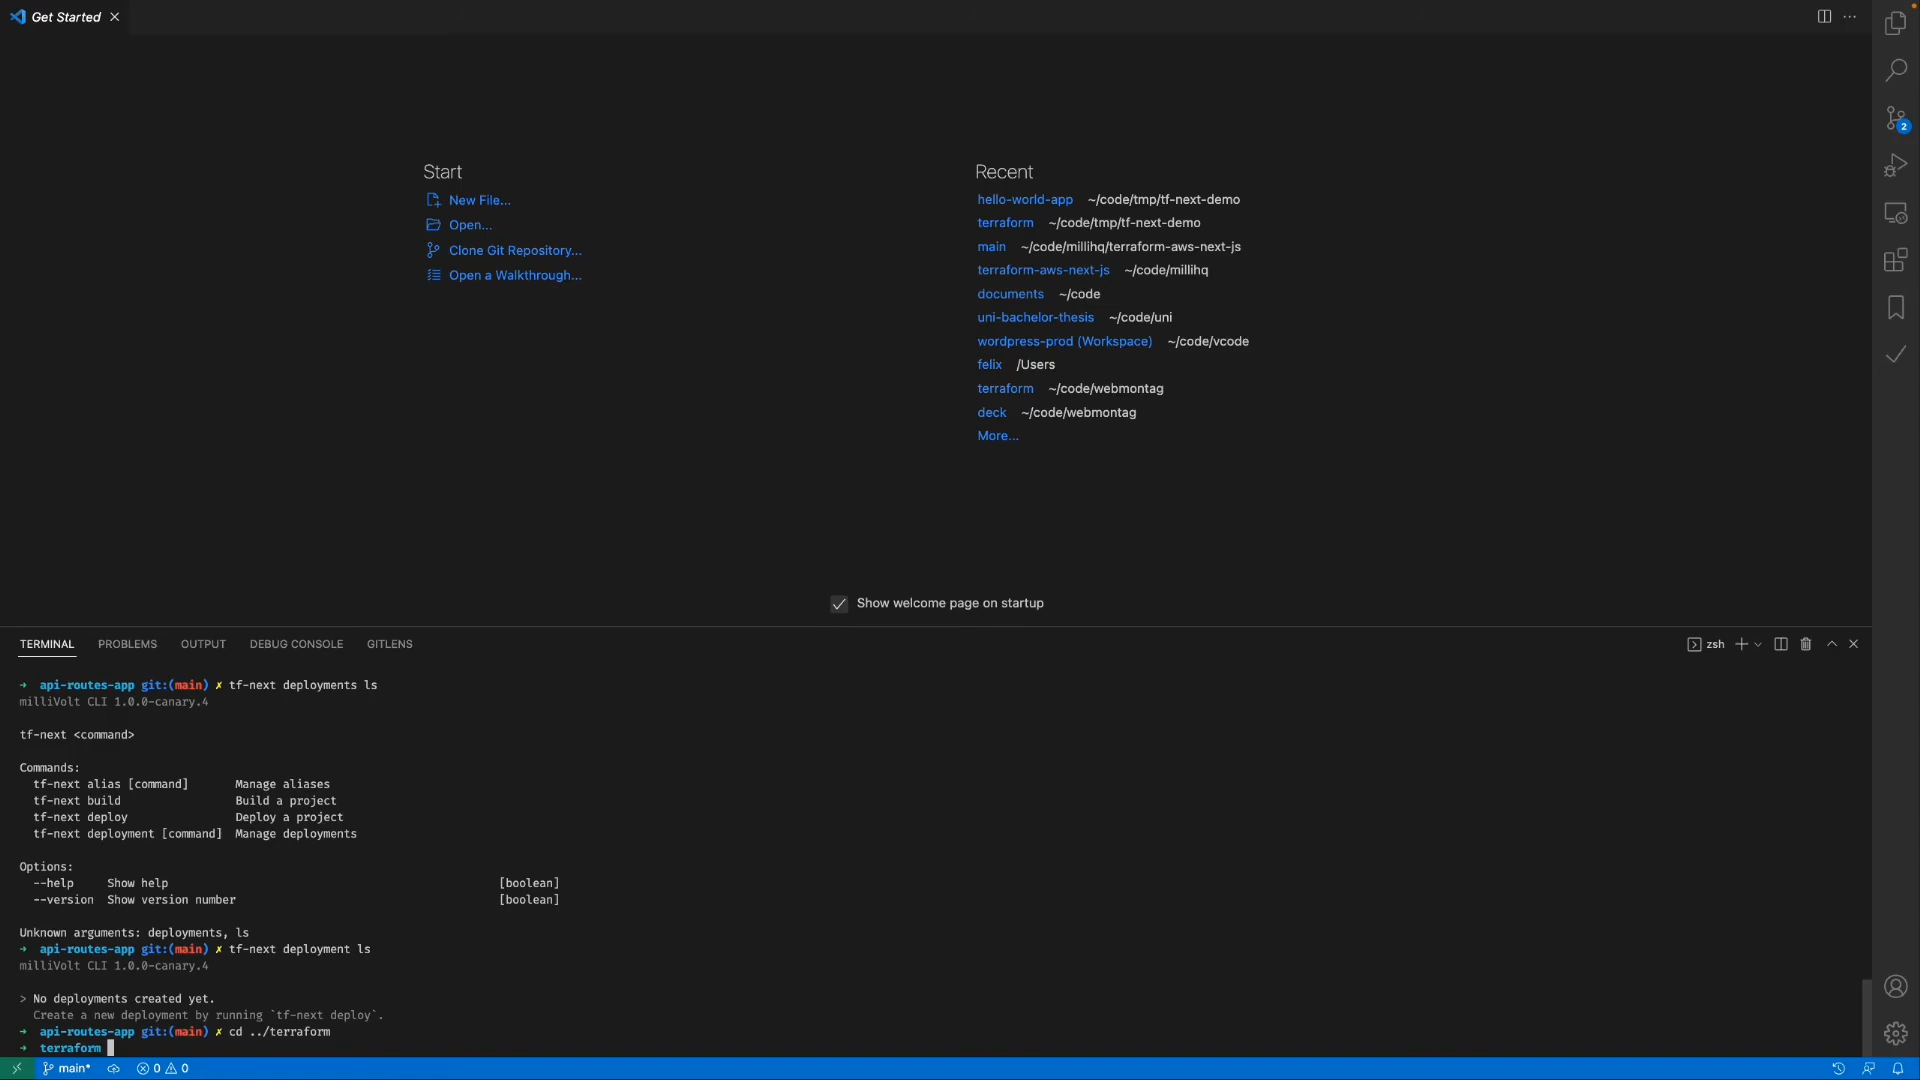 Get Started
Start
New File...
Open...
Clone Git Repository...
Open a Walkthrough...
Recent
hello-world-app ~/code/tmp/tf-next-demo
terraform ~/code/tmp/tf-next-demo
main ~/code/millihq/terraform-aws-next-js
terraform-aws-next-js ~/code/millihq
documents ~/code
uni-bachelor-thesis ~/code/uni
wordpress-prod (Workspace) ~/code/vcode
felix /Users
terraform ~/code/webmontag
deck ~/code/webmontag
More...
Show welcome page on startup
TERMINAL PROBLEMS OUTPUT DEBUG CONSOLE GITLENS
zsh
2
→ api-routes-app git:(main) ✗ tf-next deployments ls
milliVolt CLI 1.0.0-canary.4
tf-next <command>
Commands:
tf-next alias [command] Manage aliases
tf-next build Build a project
tf-next deploy Deploy a project
tf-next deployment [command] Manage deployments
Options:
--help Show help [boolean]
--version Show version number [boolean]
Unknown arguments: deployments, ls
→ api-routes-app git:(main) ✗ tf-next deployment ls
milliVolt CLI 1.0.0-canary.4
> No deployments created yet.
Create a new deployment by running `tf-next deploy`.
→ api-routes-app git:(main) ✗ cd ../terraform
→ terraform
main* 0 0